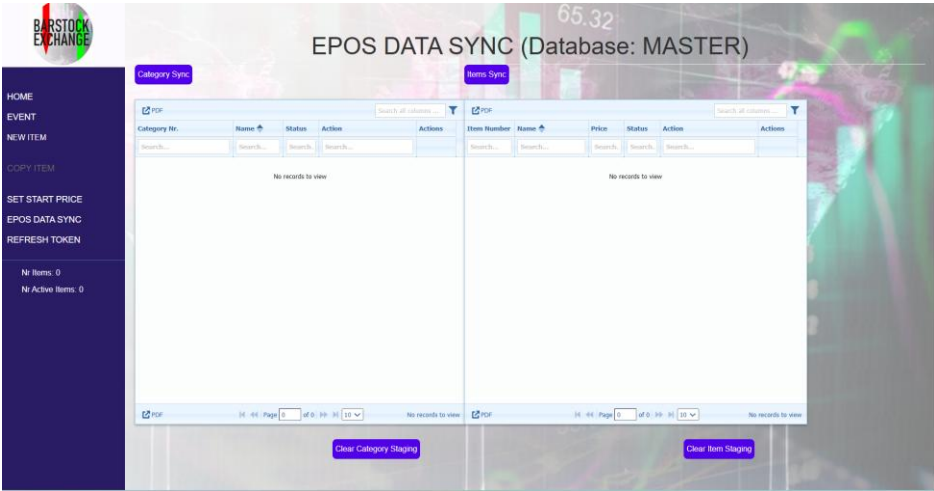 BARSTOCK
EXCHANGE
65.32
EPOS DATA SYNC (Database: MASTER)
HOME
EVENT
NEW ITEM
COPY ITEM
SET START PRICE
EPOS DATA SYNC
REFRESH TOKEN
Nr Items: 0
Nr Active Items: 0
Category Sync
PDF Search all columns ...
Category Nr. Name Status Action Actions
Search... Search... Search... Search...
No records to view
PDF Page 0 of 0 10 No records to view
Clear Category Staging
Items Sync
PDF Search all columns ...
Item Number Name Price Status Action Actions
Search... Search... Search... Search... Search...
No records to view
PDF Page 0 of 0 10 No records to view
Clear Item Staging